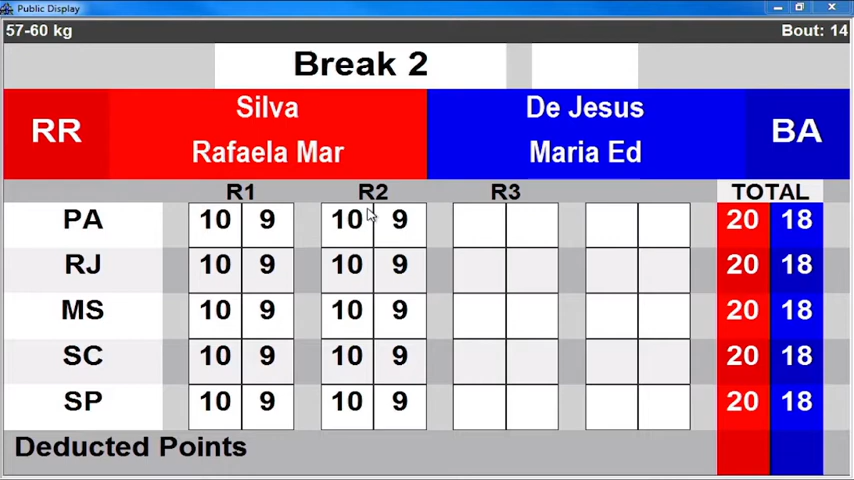 Public Display
57-60 kg Bout: 14
Break 2
RR Silva Rafaela Mar De Jesus Maria Ed BA
R1 R2 R3 TOTAL
PA 10 9 10 9 20 18
RJ 10 9 10 9 20 18
MS 10 9 10 9 20 18
SC 10 9 10 9 20 18
SP 10 9 10 9 20 18
Deducted Points